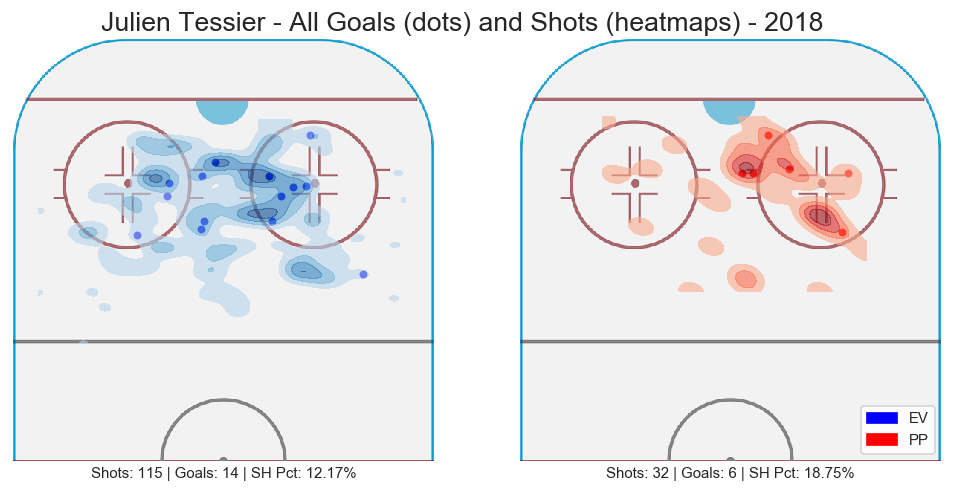 Julien Tessier - All Goals (dots) and Shots (heatmaps) - 2018
EV
PP
Shots: 115 | Goals: 14 | SH Pct: 12.17%
Shots: 32 | Goals: 6 | SH Pct: 18.75%